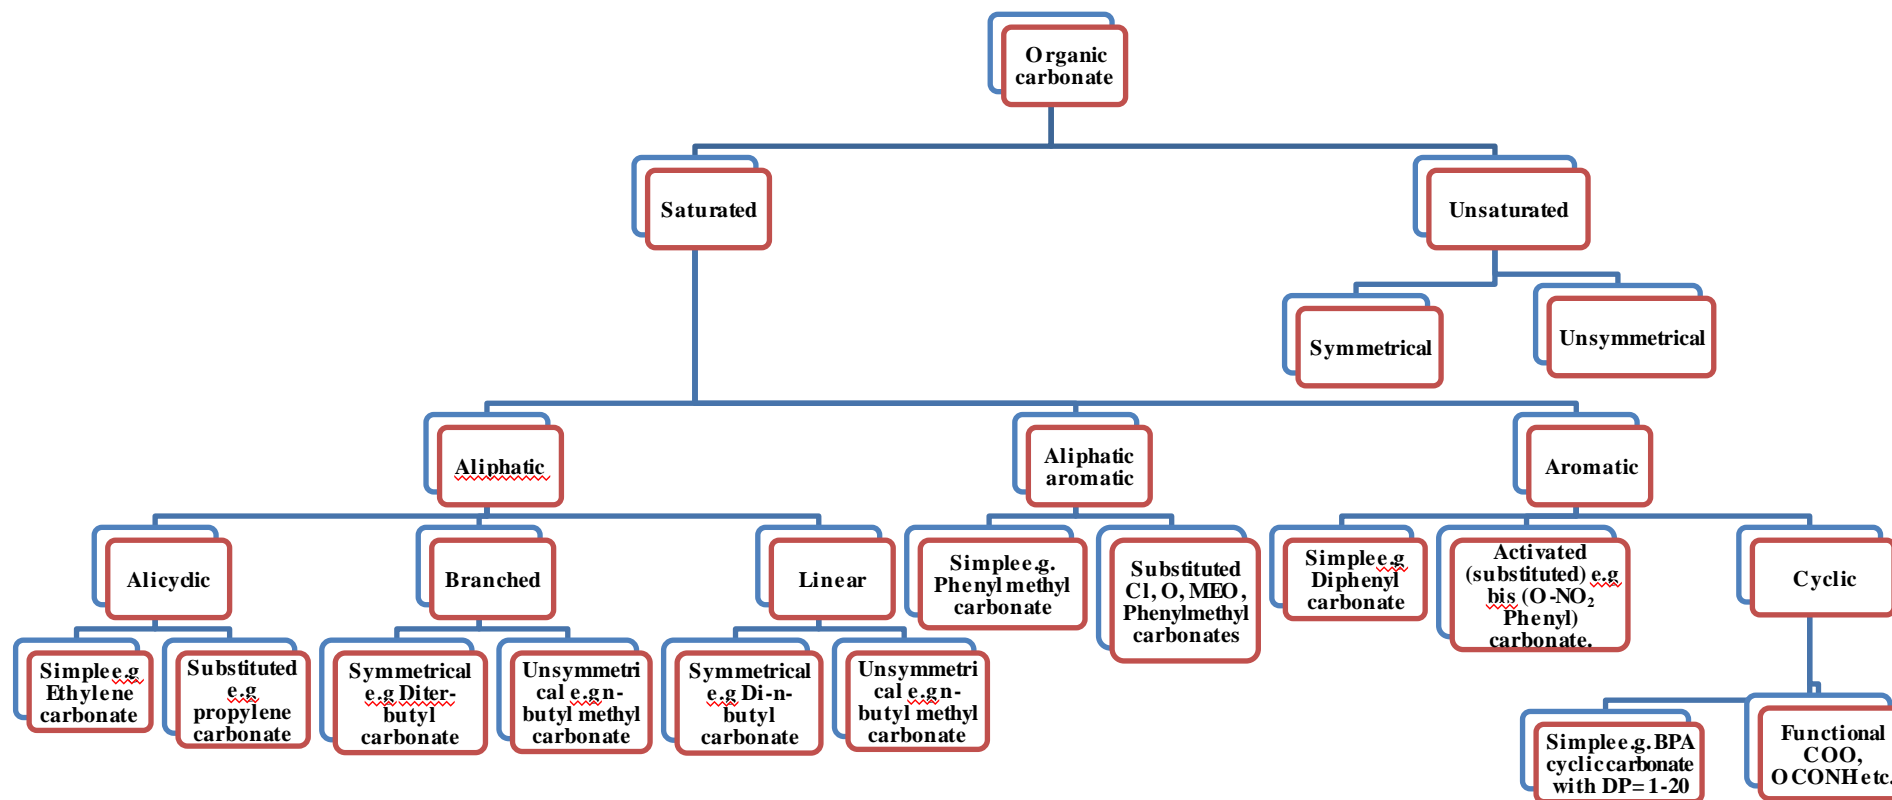 Organic
carbonate
Saturated
Unsaturated
Symmetrical
Unsymmetrical
Aliphatic
Aliphatic
aromatic
Aromatic
Alicyclic
Branched
Linear
Simple e.g.
Phenyl methyl
carbonate
Substituted
Cl, O, MEO,
Phenylmethyl
carbonates
Simple e.g
Diphenyl
carbonate
Activated
(substituted) e.g
bis (O-NO₂
Phenyl)
carbonate.
Cyclic
Simple e.g
Ethylene
carbonate
Substituted
e.g
propylene
carbonate
Symmetrical
e.g Diter-
butyl
carbonate
Unsymmetri
cal e.g n-
butyl methyl
carbonate
Symmetrical
e.g Di-n-
butyl
carbonate
Unsymmetri
cal e.g n-
butyl methyl
carbonate
Simple e.g. BPA
cyclic carbonate
with DP= 1-20
Functional
COO,
OCONH etc.